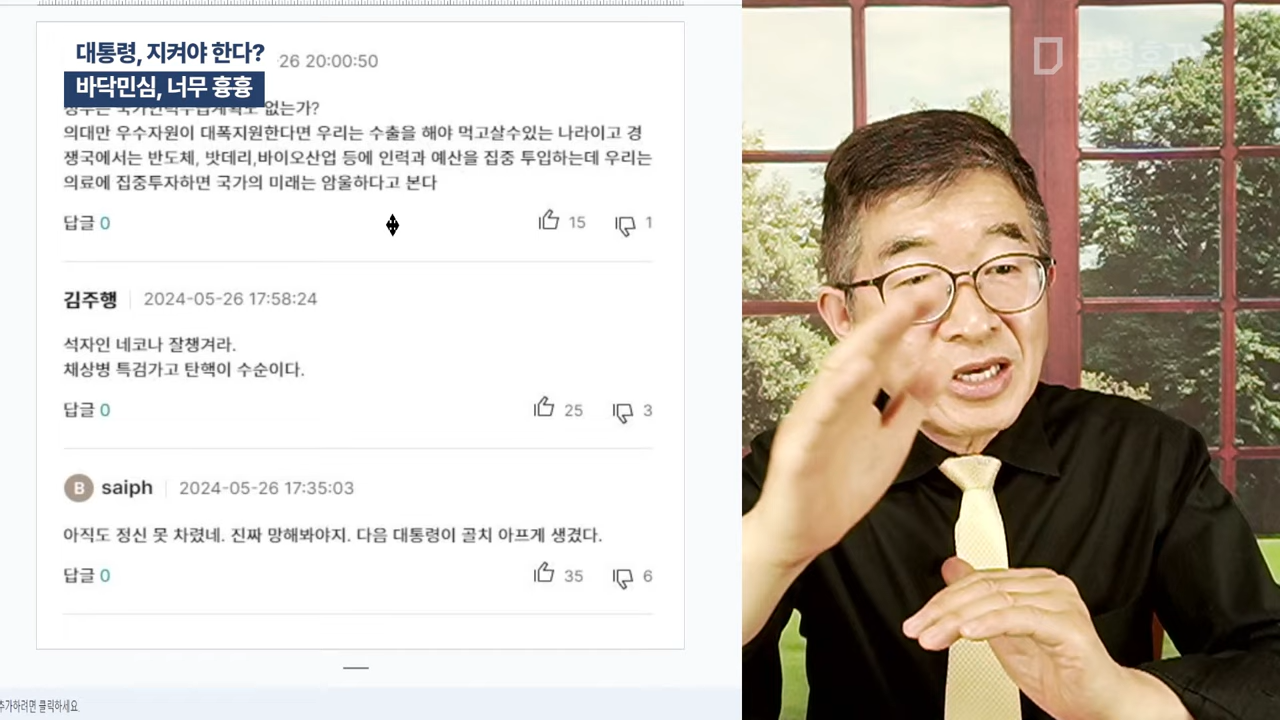 대통령, 지켜야 한다?
바닥민심, 너무 흉흉
26 20:00:50
없는가?
의대만 우수자원이 대폭지원한다면 우리는 수출을 해야 먹고살수있는 나라이고 경
쟁국에서는 반도체, 밧데리,바이오산업 등에 인력과 예산을 집중 투입하는데 우리는
의료에 집중투자하면 국가의 미래는 암울하다고 본다
답글 0
15 1
김주행 2024-05-26 17:58:24
석자인 네코나 잘챙겨라.
채상병 특검가고 탄핵이 수순이다.
답글 0
25 3
B saiph 2024-05-26 17:35:03
아직도 정신 못 차렸네. 진짜 망해봐야지. 다음 대통령이 골치 아프게 생겼다.
답글 0
35 6
추가하려면 클릭하세요
공병호TV